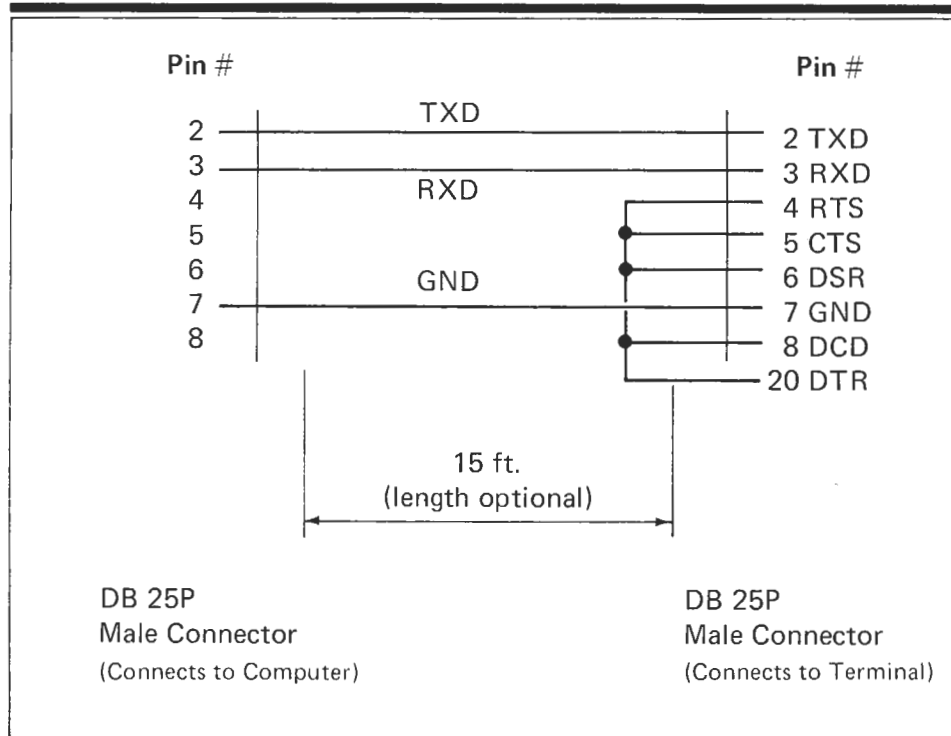 Pin #
Pin #
TXD
2
2 TXD
3
3 RXD
RXD
4
4 RTS
5
5 CTS
6
6 DSR
GND
7
7 GND
8
8 DCD
20 DTR
15 ft.
(length optional)
DB 25P
Male Connector
(Connects to Computer)
DB 25P
Male Connector
(Connects to Terminal)